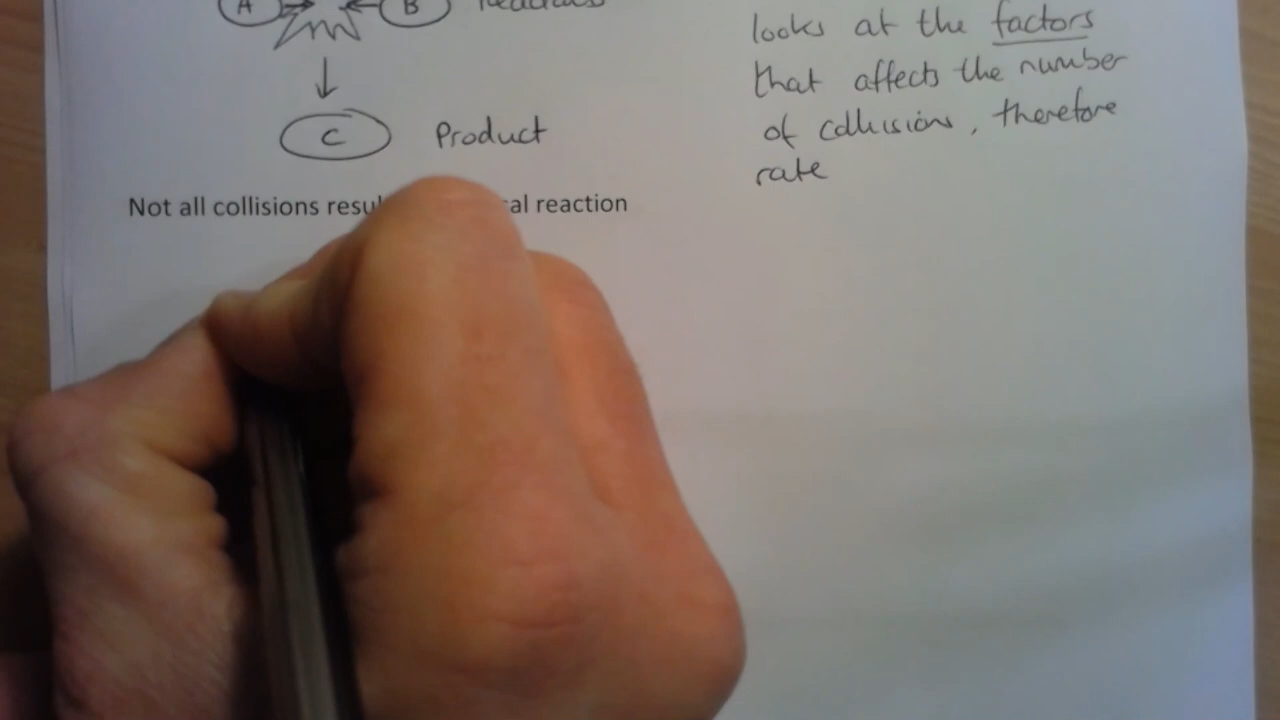 A B
looks at the factors
that affects the number
of collisions, therefore
rate
C Product
Not all collisions resul al reaction